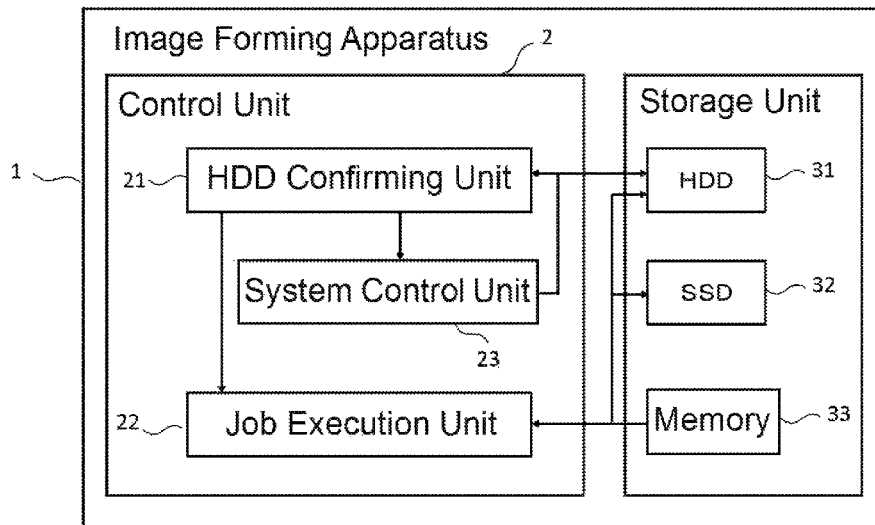 Image Forming Apparatus
2
Control Unit
Storage Unit
1
21
HDD Confirming Unit
HDD
31
System Control Unit
SSD
32
23
22
Job Execution Unit
Memory
33